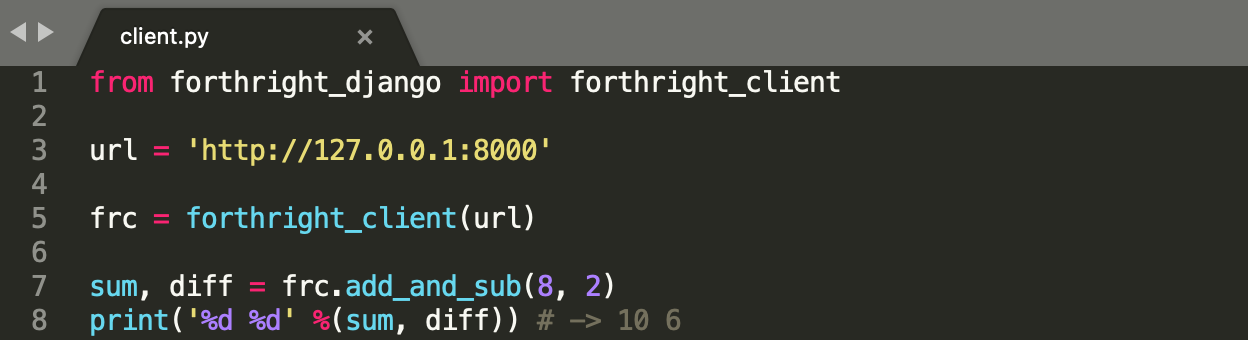 client.py ×
1 from forthright_django import forthright_client
2
3 url = 'http://127.0.0.1:8000'
4
5 frc = forthright_client(url)
6
7 sum, diff = frc.add_and_sub(8, 2)
8 print('%d %d' %(sum, diff)) # -> 10 6